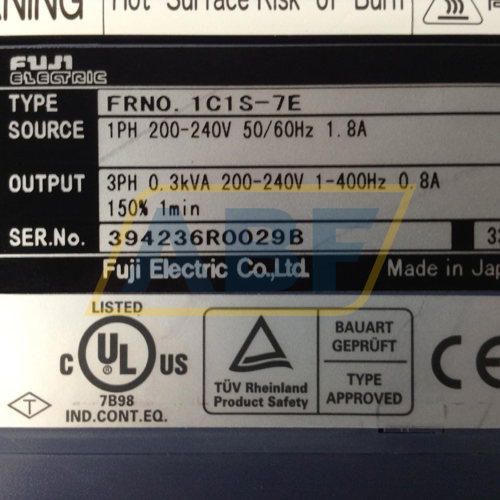 Hot Surface Risk of Burn
FUJI
ELECTRIC
TYPE FRN0.1C1S-7E
SOURCE 1PH 200-240V 50/60Hz 1.8A
OUTPUT 3PH 0.3kVA 200-240V 1-400Hz 0.8A
150% 1min
SER.No. 394236R0029B
Fuji Electric Co.,Ltd. Made in Jap
ABF
LISTED
C UL US
®
7B98
IND.CONT.EQ.
T
TÜV Rheinland
Product Safety
BAUART
GEPRÜFT
TYPE
APPROVED
CE